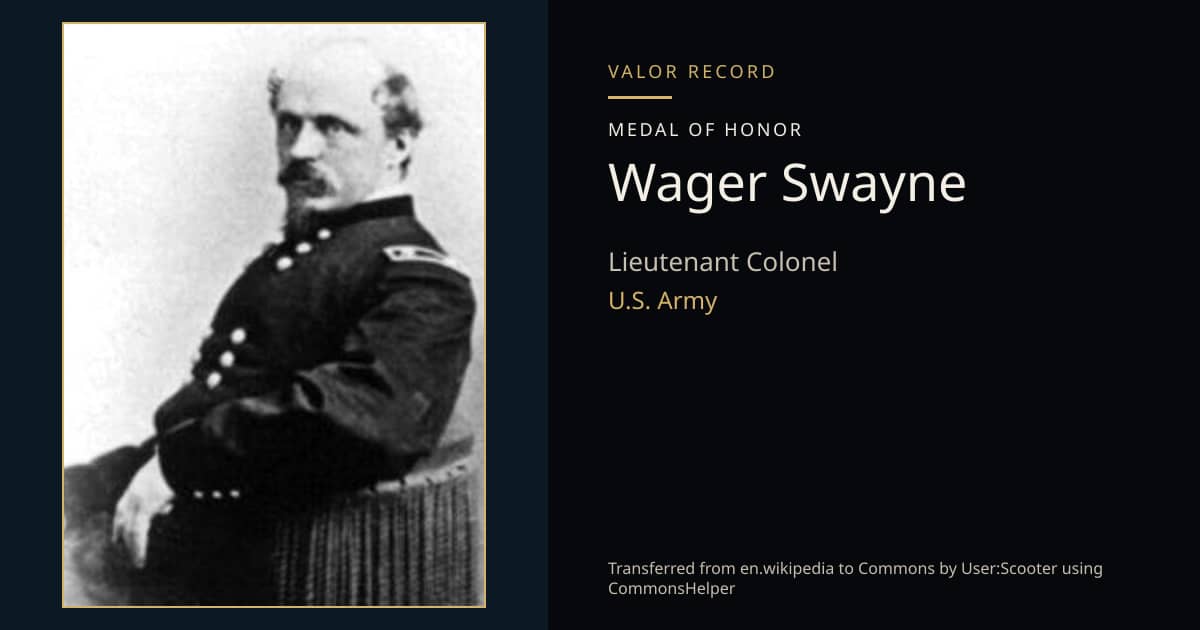 VALOR RECORD
MEDAL OF HONOR
Wager Swayne
Lieutenant Colonel
U.S. Army
Transferred from en.wikipedia to Commons by User:Scooter using
CommonsHelper